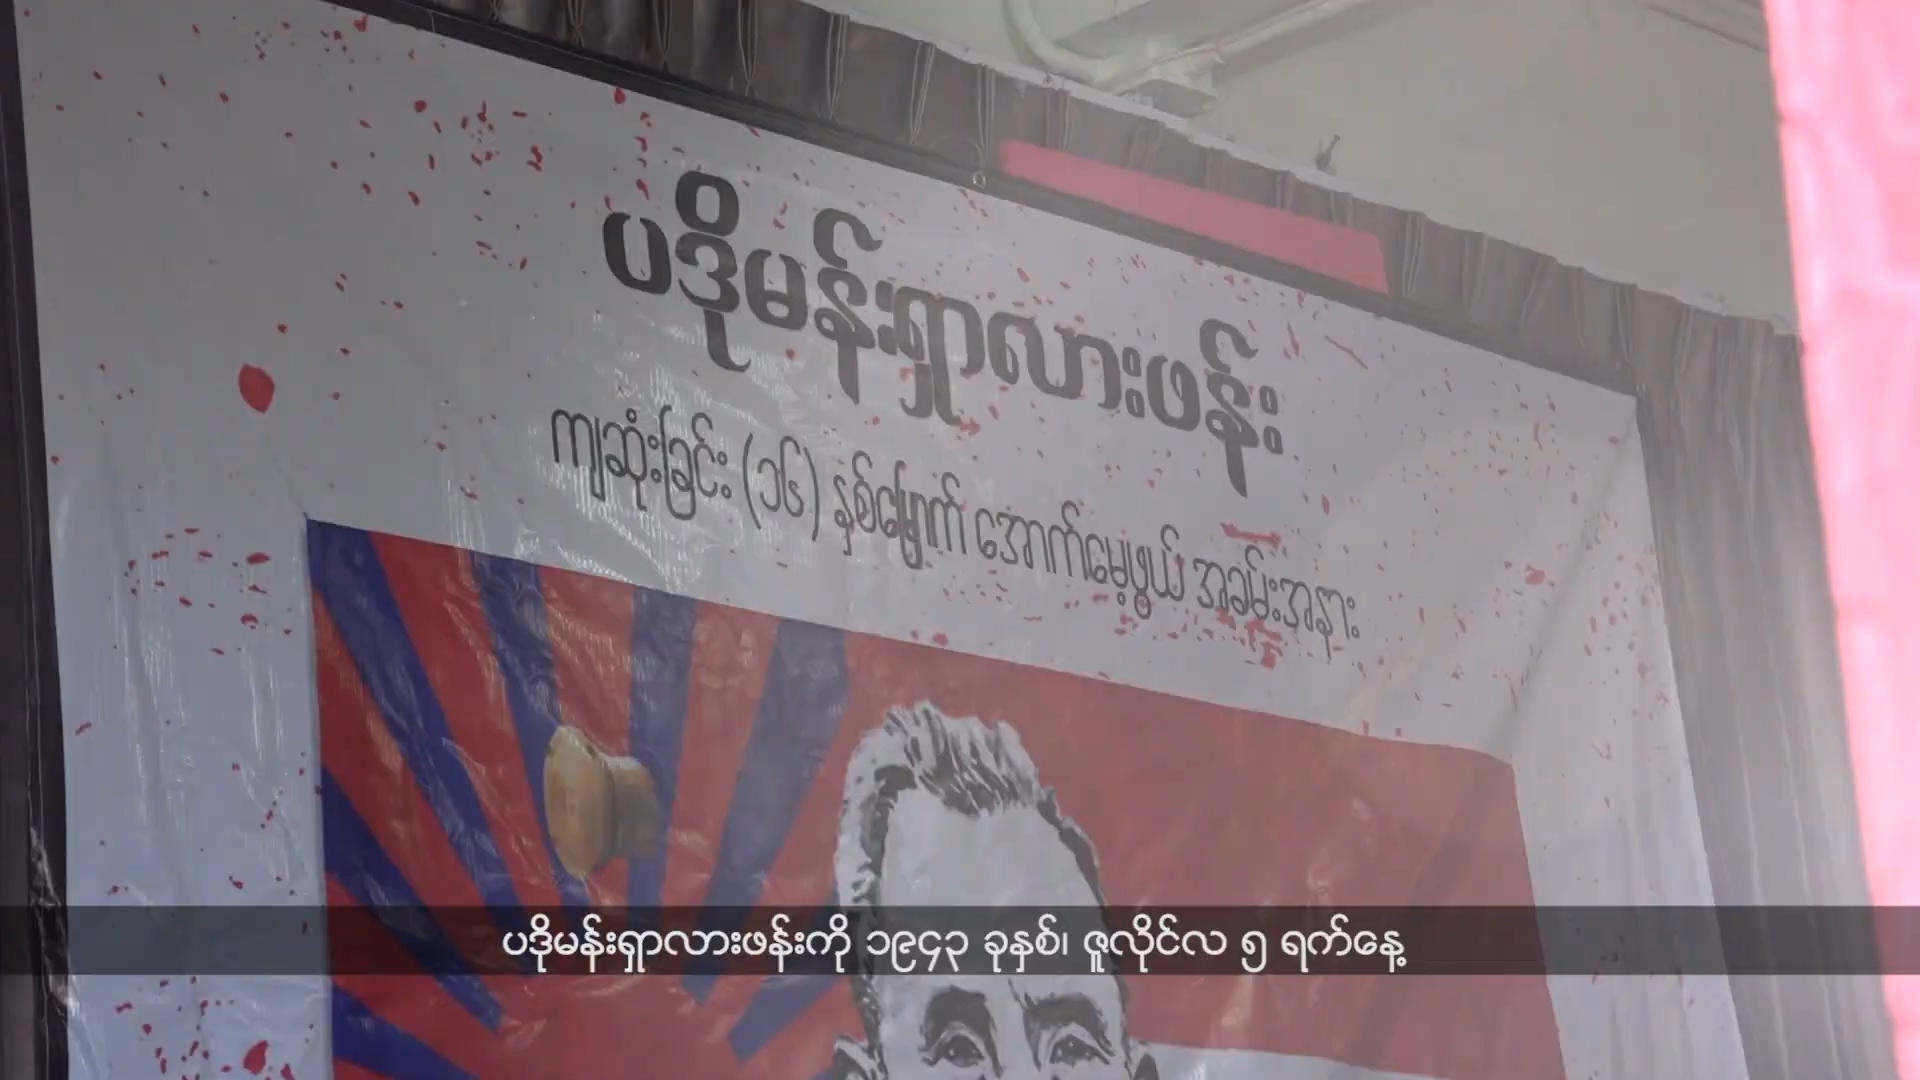 ပဒိုမန်းရှာလားဖန်း
ကျဆုံးခြင်း (၁၆) နှစ်မြောက် အောက်မေ့ဖွယ် အခမ်းအနား
ပဒိုမန်းရှာလားဖန်းကို ၁၉၄၃ ခုနှစ်၊ ဇူလိုင်လ ၅ ရက်နေ့